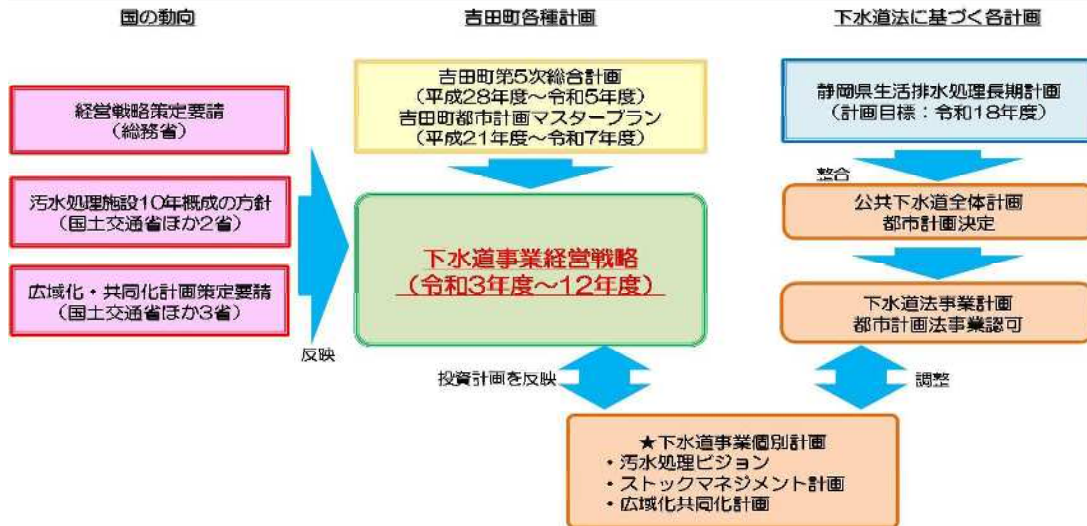 国の動向
経営戦略策定要請
(総務省)
汚水処理施設10年概成の方針
(国土交通省ほか2省)
広域化・共同化計画策定要請
(国土交通省ほか3省)
反映
吉田町各種計画
吉田町第5次総合計画
(平成28年度~令和5年度)
吉田町都市計画マスタープラン
(平成21年度~令和7年度)
下水道事業経営戦略
(令和3年度~12年度)
投資計画を反映
下水道法に基づく各計画
静岡県生活排水処理長期計画
(計画目標:令和18年度)
整合
公共下水道全体計画
都市計画決定
下水道法事業計画
都市計画法事業認可
調整
★下水道事業個別計画
・汚水処理ビジョン
・ストックマネジメント計画
・広域化共同化計画